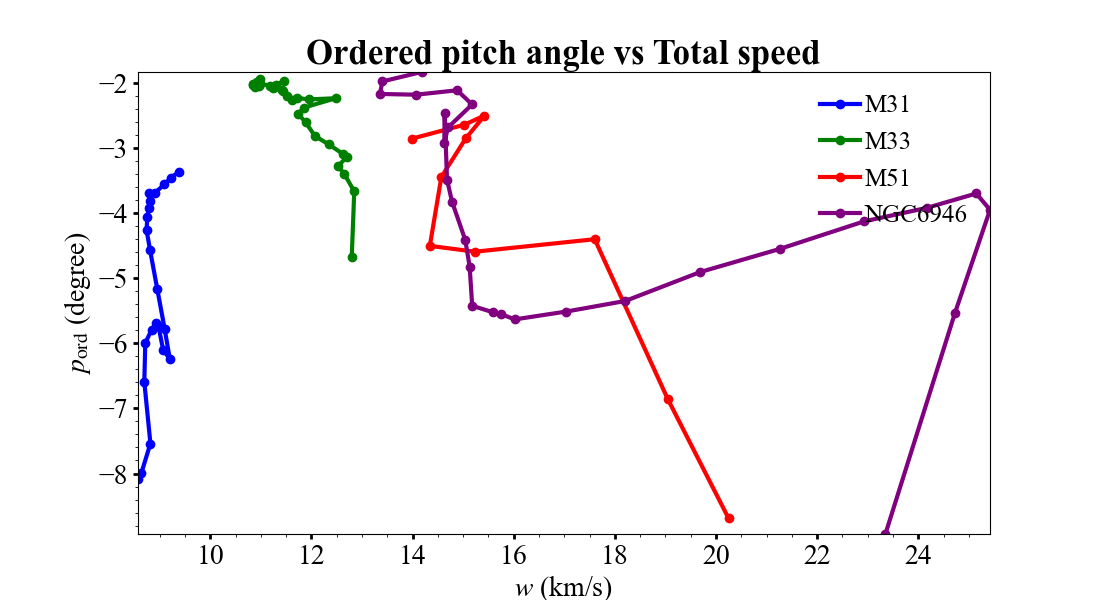 Ordered pitch angle vs Total speed
−2
−3
−4
−5
−6
−7
−8
p_ord (degree)
M31
M33
M51
NGC6946
10 12 14 16 18 20 22 24
w (km/s)